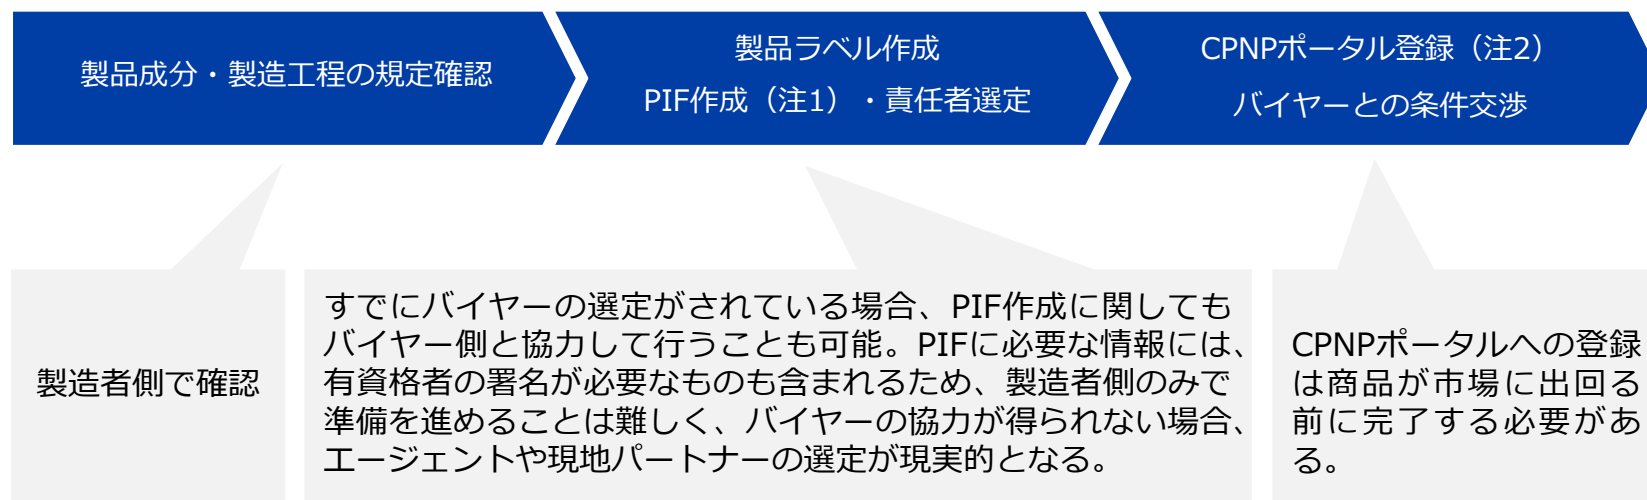 製品成分・製造工程の規定確認
製品ラベル作成
PIF作成（注1）・責任者選定
CPNPポータル登録（注2）
バイヤーとの条件交渉
製造者側で確認
すでにバイヤーの選定がされている場合、PIF作成に関しても
バイヤー側と協力して行うことも可能。PIFに必要な情報には、
有資格者の署名が必要なものも含まれるため、製造者側のみで
準備を進めることは難しく、バイヤーの協力が得られない場合、
エージェントや現地パートナーの選定が現実的となる。
CPNPポータルへの登録
は商品が市場に出回る
前に完了する必要があ
る。